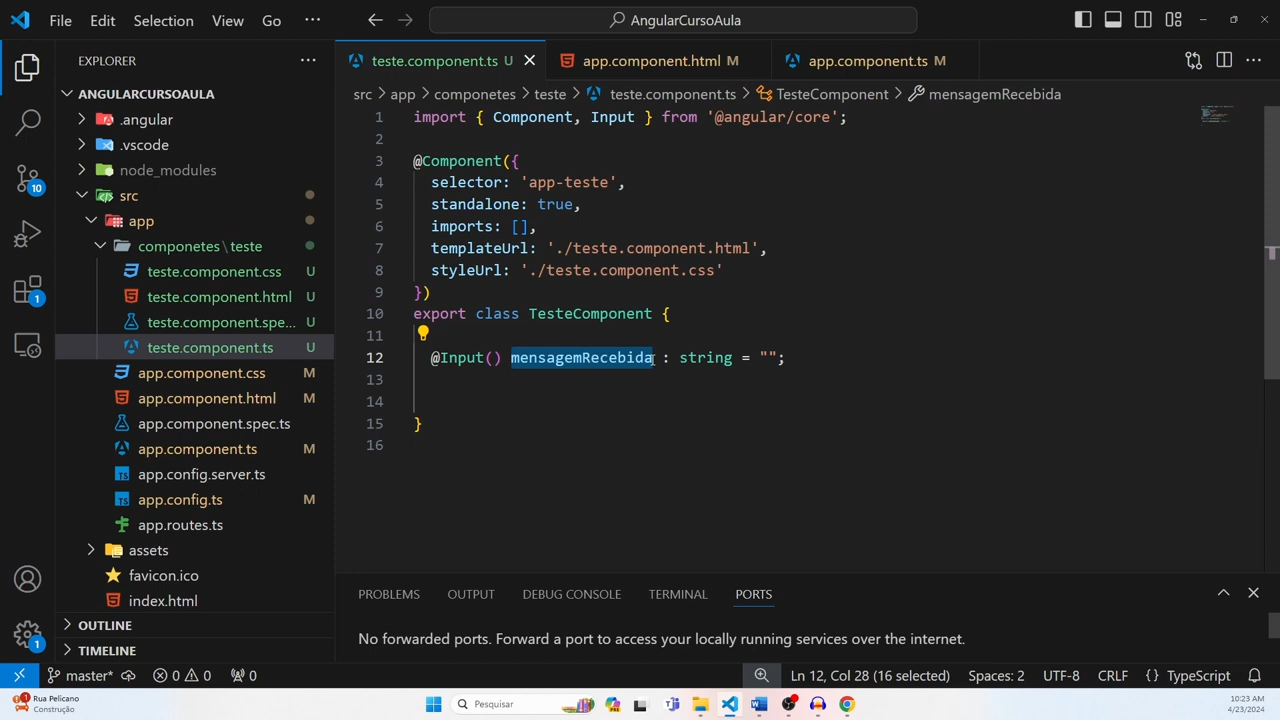 File Edit Selection View Go ··· AngularCursoAula
EXPLORER ···
ANGULARCURSOAULA
.angular
.vscode
node_modules
src
app
componetes\teste
teste.component.css U
teste.component.html U
teste.component.spe... U
teste.component.ts U
app.component.css
app.component.html M
app.component.spec.ts
app.component.ts M
app.config.server.ts
app.config.ts M
app.routes.ts
assets
favicon.ico
index.html
OUTLINE
TIMELINE
10
1
1
teste.component.ts U app.component.html M app.component.ts M ···
src > app > componetes > teste > teste.component.ts > TesteComponent > mensagemRecebida
1 import { Component, Input } from '@angular/core';
2
3 @Component({
4 selector: 'app-teste',
5 standalone: true,
6 imports: [],
7 templateUrl: './teste.component.html',
8 styleUrl: './teste.component.css'
9 })
10 export class TesteComponent {
11
12 @Input() mensagemRecebida : string = "";
13
14
15 }
16
PROBLEMS OUTPUT DEBUG CONSOLE TERMINAL PORTS
No forwarded ports. Forward a port to access your locally running services over the internet.
master* 0 0 0 Ln 12, Col 28 (16 selected) Spaces: 2 UTF-8 CRLF { } TypeScript
1 Rua Pelicano
Construção
Pesquisar
10:23 AM
4/23/2024